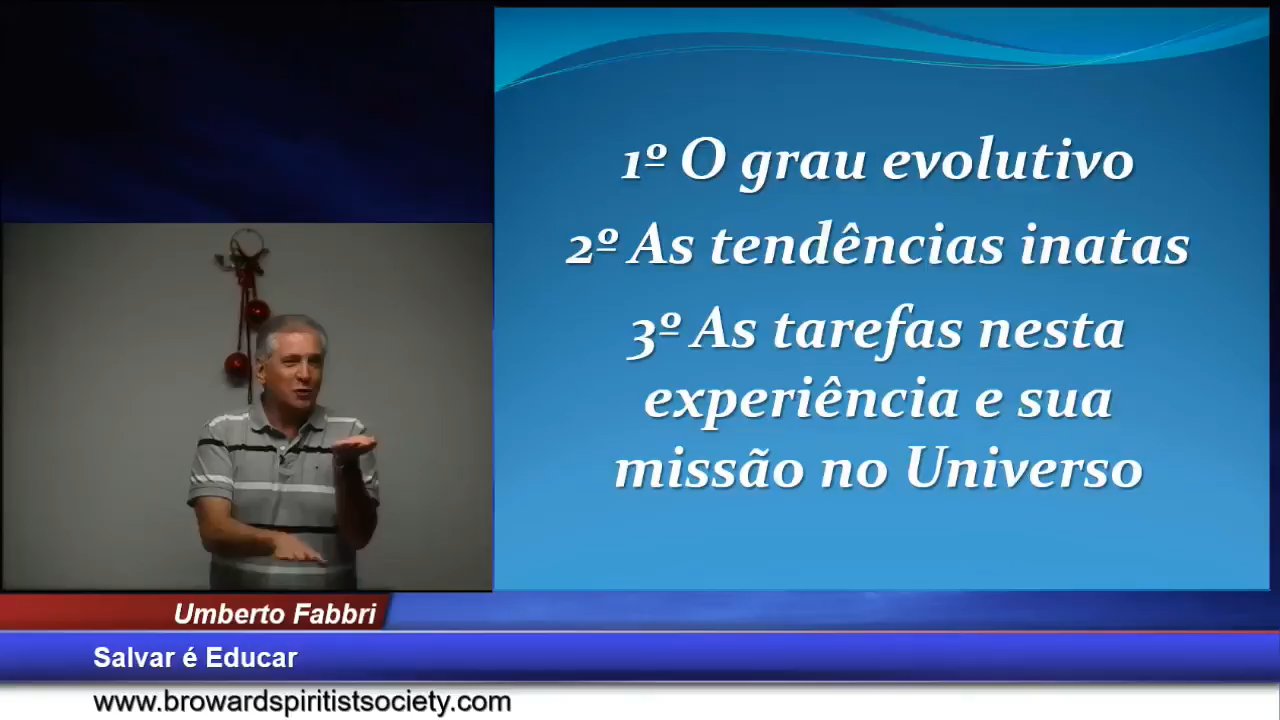 1º O grau evolutivo
2º As tendências inatas
3º As tarefas nesta
experiência e sua
missão no Universo
Umberto Fabbri
Salvar é Educar
www.browardspiritistsociety.com